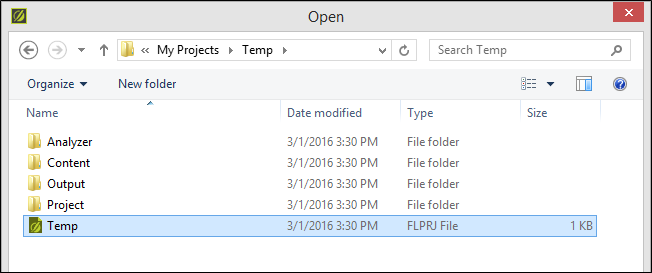 Open
« My Projects Temp Search Temp
Organize New folder
Name Date modified Type Size
Analyzer 3/1/2016 3:30 PM File folder
Content 3/1/2016 3:30 PM File folder
Output 3/1/2016 3:30 PM File folder
Project 3/1/2016 3:30 PM File folder
Temp 3/1/2016 3:30 PM FLPRJ File 1 KB